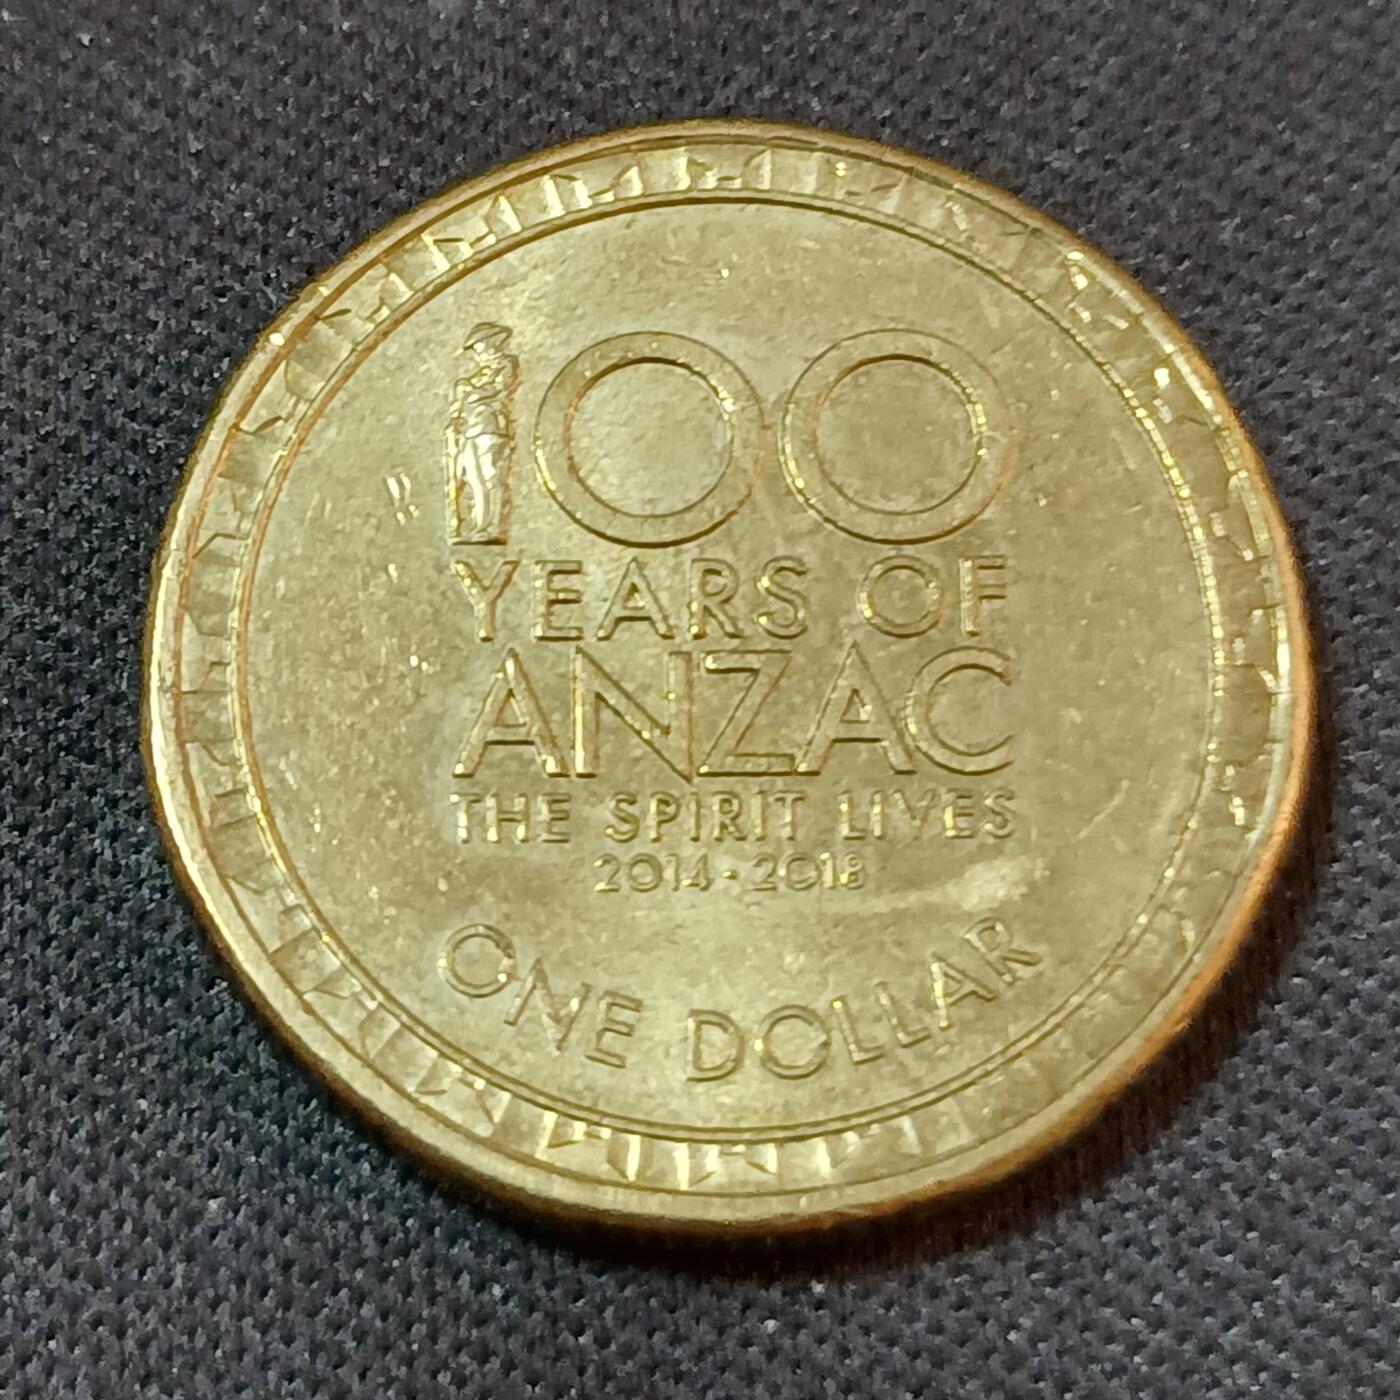 100
YEARS OF
ANZAC
THE SPIRIT LIVES
2014 · 2018
ONE DOLLAR